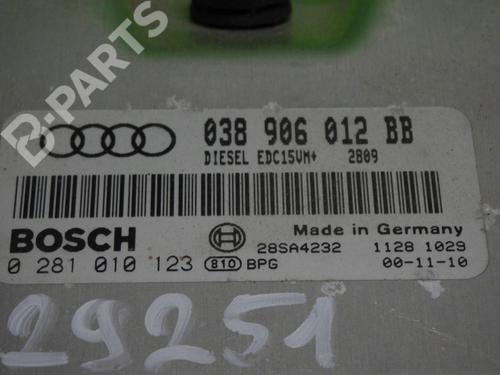 B-PARTS
038 906 012 BB
DIESEL EDC15VM+ 2809
BOSCH
Made in Germany
28SA4232 1128 1029
0 281 010 123 810 BPG 00-11-10
29251